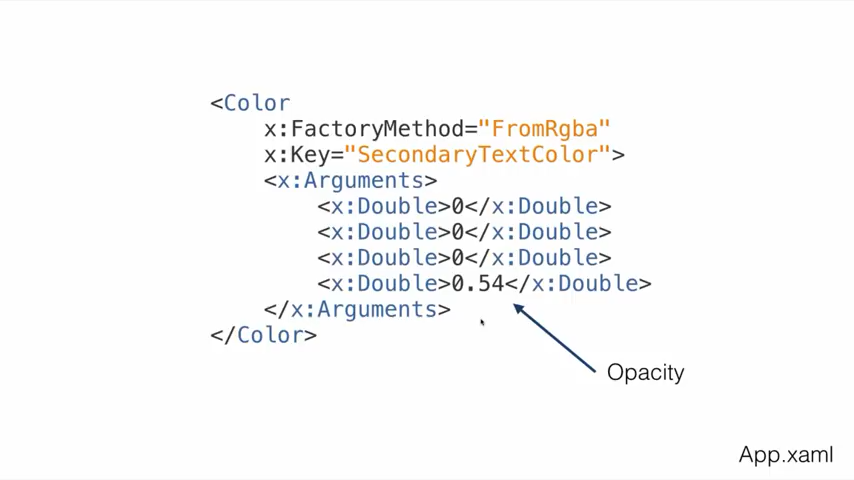 <Color
x:FactoryMethod="FromRgba"
x:Key="SecondaryTextColor">
<x:Arguments>
<x:Double>0</x:Double>
<x:Double>0</x:Double>
<x:Double>0</x:Double>
<x:Double>0.54</x:Double>
</x:Arguments>
</Color>
Opacity
App.xaml